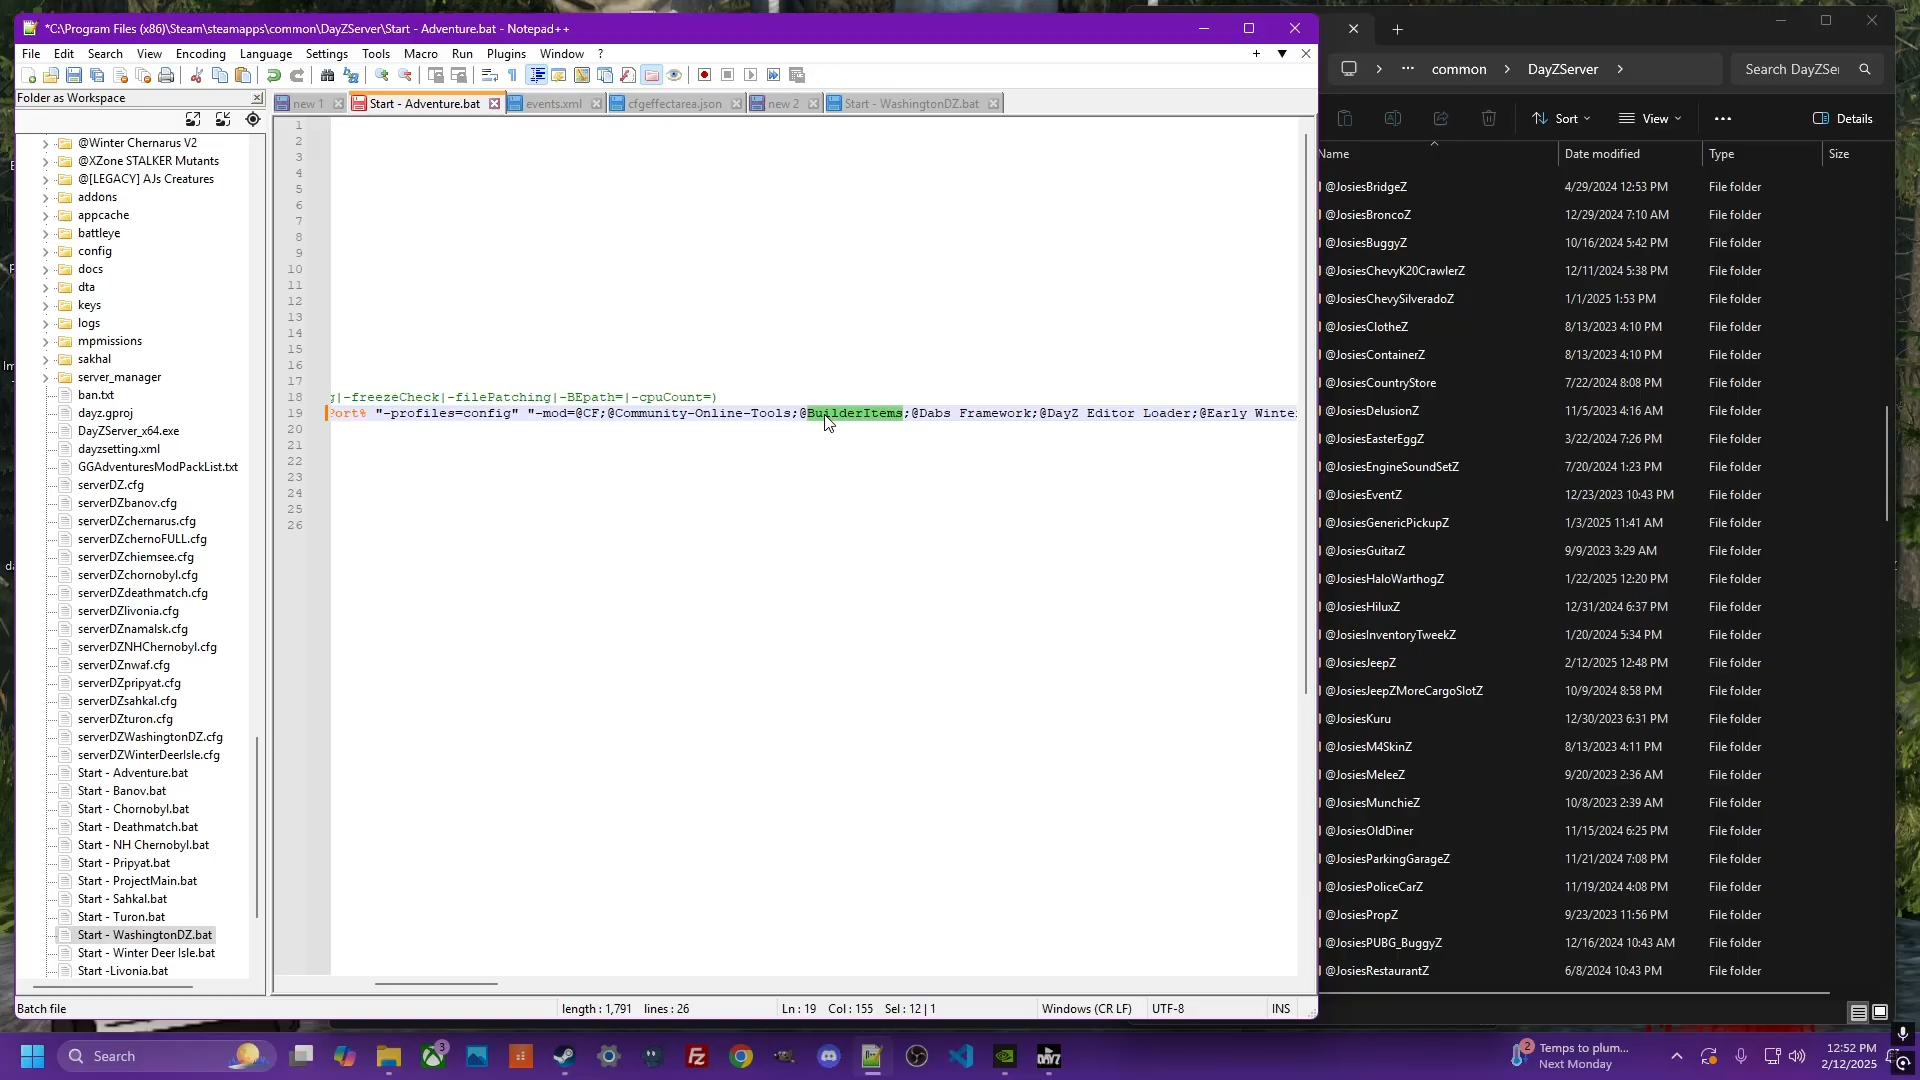 *C:\Program Files (x86)\Steam\steamapps\common\DayZServer\Start - Adventure.bat - Notepad++
File Edit Search View Encoding Language Settings Tools Macro Run Plugins Window ?
Folder as Workspace
new 1
Start - Adventure.bat
events.xml
cfgeffectarea.json
new 2
Start - WashingtonDZ.bat
@Winter Chernarus V2
@XZone STALKER Mutants
@[LEGACY] AJs Creatures
addons
appcache
battleye
config
docs
dta
keys
logs
mpmissions
sakhal
server_manager
ban.txt
dayz.gproj
DayZServer_x64.exe
dayzsetting.xml
GGAdventuresModPackList.txt
serverDZ.cfg
serverDZbanov.cfg
serverDZchernarus.cfg
serverDZchernoFULL.cfg
serverDZchiemsee.cfg
serverDZchornobyl.cfg
serverDZdeathmatch.cfg
serverDZlivonia.cfg
serverDZnamalsk.cfg
serverDZNHChernobyl.cfg
serverDZnwaf.cfg
serverDZpripyat.cfg
serverDZsahkal.cfg
serverDZturon.cfg
serverDZWashingtonDZ.cfg
serverDZWinterDeerIsle.cfg
Start - Adventure.bat
Start - Banov.bat
Start - Chornobyl.bat
Start - Deathmatch.bat
Start - NH Chernobyl.bat
Start - Pripyat.bat
Start - ProjectMain.bat
Start - Sahkal.bat
Start - Turon.bat
Start - WashingtonDZ.bat
Start - Winter Deer Isle.bat
Start -Livonia.bat
1
2
3
4
5
6
7
8
9
10
11
12
13
14
15
16
17
18 g|-freezeCheck|-filePatching|-BEpath=|-cpuCount=)
19 Port% "-profiles=config" "-mod=@CF;@Community-Online-Tools;@BuilderItems;@Dabs Framework;@DayZ Editor Loader;@Early Winte
20
21
22
23
24
25
26
Batch file length : 1,791 lines : 26 Ln : 19 Col : 155 Sel : 12 | 1 Windows (CR LF) UTF-8 INS
common DayZServer
Search DayZSe
Sort View Details
Name Date modified Type Size
@JosiesBridgeZ 4/29/2024 12:53 PM File folder
@JosiesBroncoZ 12/29/2024 7:10 AM File folder
@JosiesBuggyZ 10/16/2024 5:42 PM File folder
@JosiesChevyK20CrawlerZ 12/11/2024 5:38 PM File folder
@JosiesChevySilveradoZ 1/1/2025 1:53 PM File folder
@JosiesClotheZ 8/13/2023 4:10 PM File folder
@JosiesContainerZ 8/13/2023 4:10 PM File folder
@JosiesCountryStore 7/22/2024 8:08 PM File folder
@JosiesDelusionZ 11/5/2023 4:16 AM File folder
@JosiesEasterEggZ 3/22/2024 7:26 PM File folder
@JosiesEngineSoundSetZ 7/20/2024 1:23 PM File folder
@JosiesEventZ 12/23/2023 10:43 PM File folder
@JosiesGenericPickupZ 1/3/2025 11:41 AM File folder
@JosiesGuitarZ 9/9/2023 3:29 AM File folder
@JosiesHaloWarthogZ 1/22/2025 12:20 PM File folder
@JosiesHiluxZ 12/31/2024 6:37 PM File folder
@JosiesInventoryTweekZ 1/20/2024 5:34 PM File folder
@JosiesJeepZ 2/12/2025 12:48 PM File folder
@JosiesJeepZMoreCargoSlotZ 10/9/2024 8:58 PM File folder
@JosiesKuru 12/30/2023 6:31 PM File folder
@JosiesM4SkinZ 8/13/2023 4:11 PM File folder
@JosiesMeleeZ 9/20/2023 2:36 AM File folder
@JosiesMunchieZ 10/8/2023 2:39 AM File folder
@JosiesOldDiner 11/15/2024 6:25 PM File folder
@JosiesParkingGarageZ 11/21/2024 7:08 PM File folder
@JosiesPoliceCarZ 11/19/2024 4:08 PM File folder
@JosiesPropZ 9/23/2023 11:56 PM File folder
@JosiesPUBG_BuggyZ 12/16/2024 10:43 AM File folder
@JosiesRestaurantZ 6/8/2024 10:43 PM File folder
Search
3
Fz
DAYZ
2
Temps to plum...
Next Monday
12:52 PM
2/12/2025